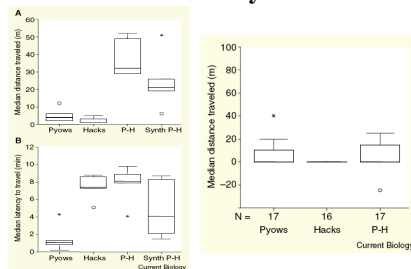 A
Median distance traveled (m)
60
50
40
30
20
10
0
Pyows Hacks P-H Synth P-H
Current Biology
B
Median latency to travel (min)
12
10
8
6
4
2
0
Pyows Hacks P-H Synth P-H
Current Biology
Median distance traveled (m)
100
80
60
40
20
0
−20
N = 17 16 17
Pyows Hacks P-H
Current Biology